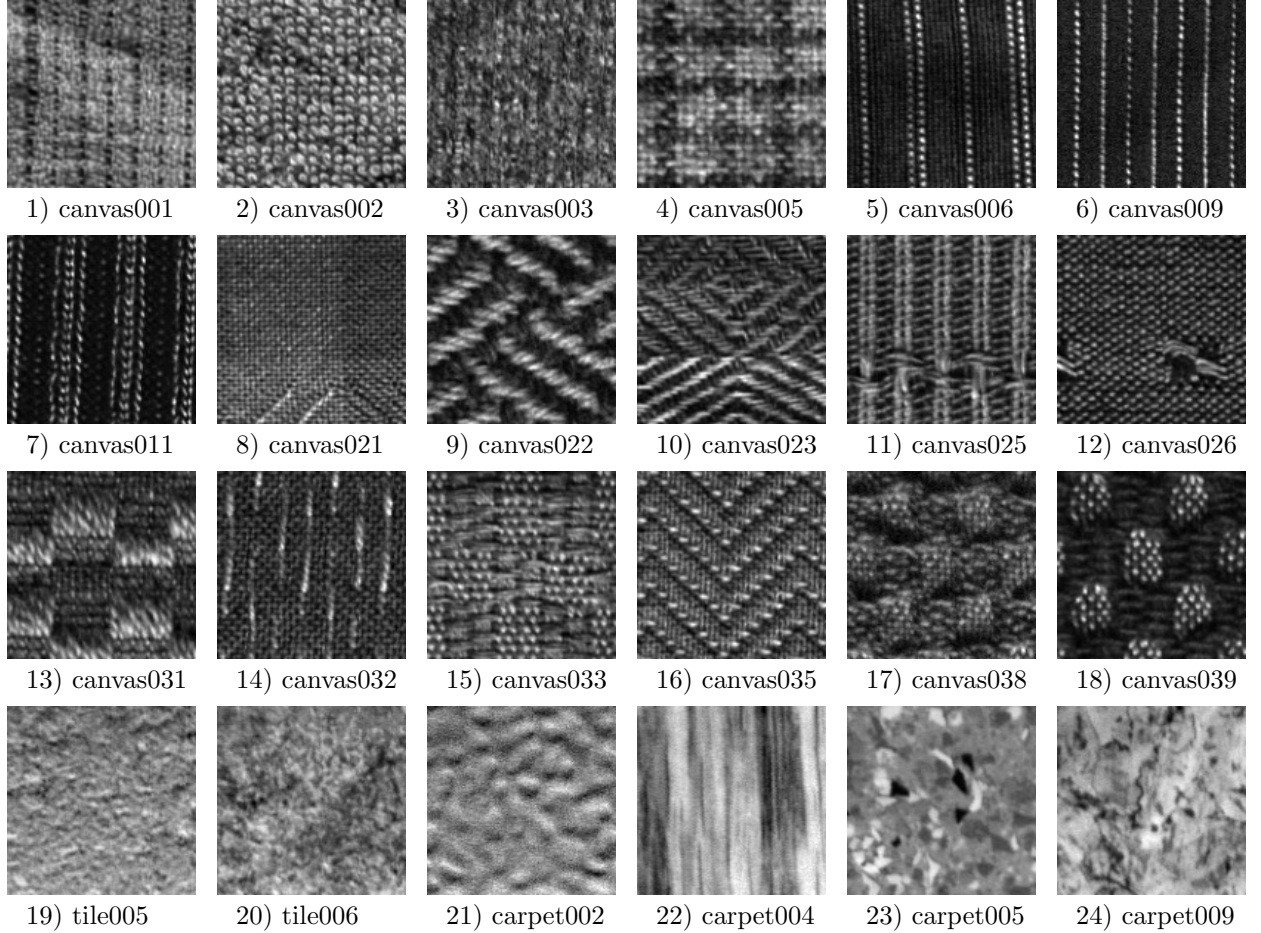 1) canvas001 2) canvas002 3) canvas003 4) canvas005 5) canvas006 6) canvas009
7) canvas011 8) canvas021 9) canvas022 10) canvas023 11) canvas025 12) canvas026
13) canvas031 14) canvas032 15) canvas033 16) canvas035 17) canvas038 18) canvas039
19) tile005 20) tile006 21) carpet002 22) carpet004 23) carpet005 24) carpet009